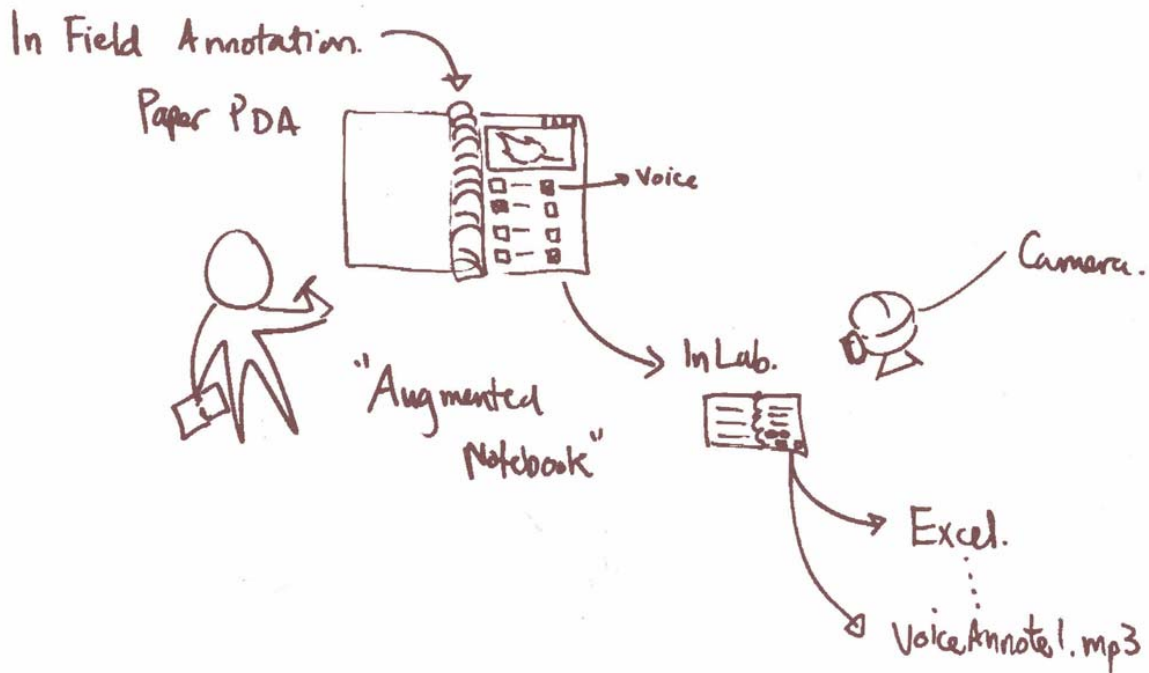 In Field Annotation.
Paper PDA
Voice
Camera.
In Lab.
"Augmented
Notebook"
Excel.
VoiceAnnote1.mp3